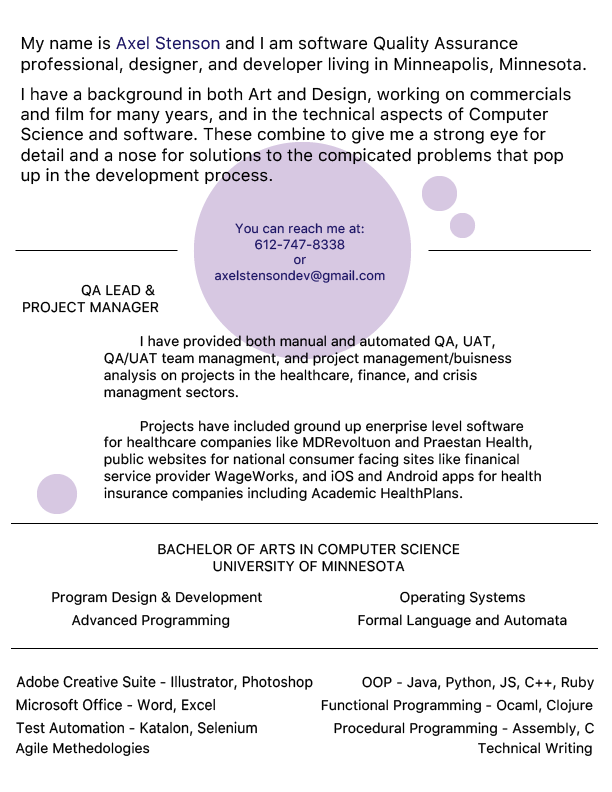 My name is Axel Stenson and I am software Quality Assurance
professional, designer, and developer living in Minneapolis, Minnesota.
I have a background in both Art and Design, working on commercials
and film for many years, and in the technical aspects of Computer
Science and software. These combine to give me a strong eye for
detail and a nose for solutions to the compicated problems that pop
up in the development process.
You can reach me at:
612-747-8338
or
axelstensondev@gmail.com
QA LEAD &
PROJECT MANAGER
I have provided both manual and automated QA, UAT,
QA/UAT team managment, and project management/buisness
analysis on projects in the healthcare, finance, and crisis
managment sectors.
Projects have included ground up enerprise level software
for healthcare companies like MDRevoltuon and Praestan Health,
public websites for national consumer facing sites like finanical
service provider WageWorks, and iOS and Android apps for health
insurance companies including Academic HealthPlans.
BACHELOR OF ARTS IN COMPUTER SCIENCE
UNIVERSITY OF MINNESOTA
Program Design & Development
Advanced Programming
Operating Systems
Formal Language and Automata
Adobe Creative Suite - Illustrator, Photoshop
Microsoft Office - Word, Excel
Test Automation - Katalon, Selenium
Agile Methedologies
OOP - Java, Python, JS, C++, Ruby
Functional Programming - Ocaml, Clojure
Procedural Programming - Assembly, C
Technical Writing